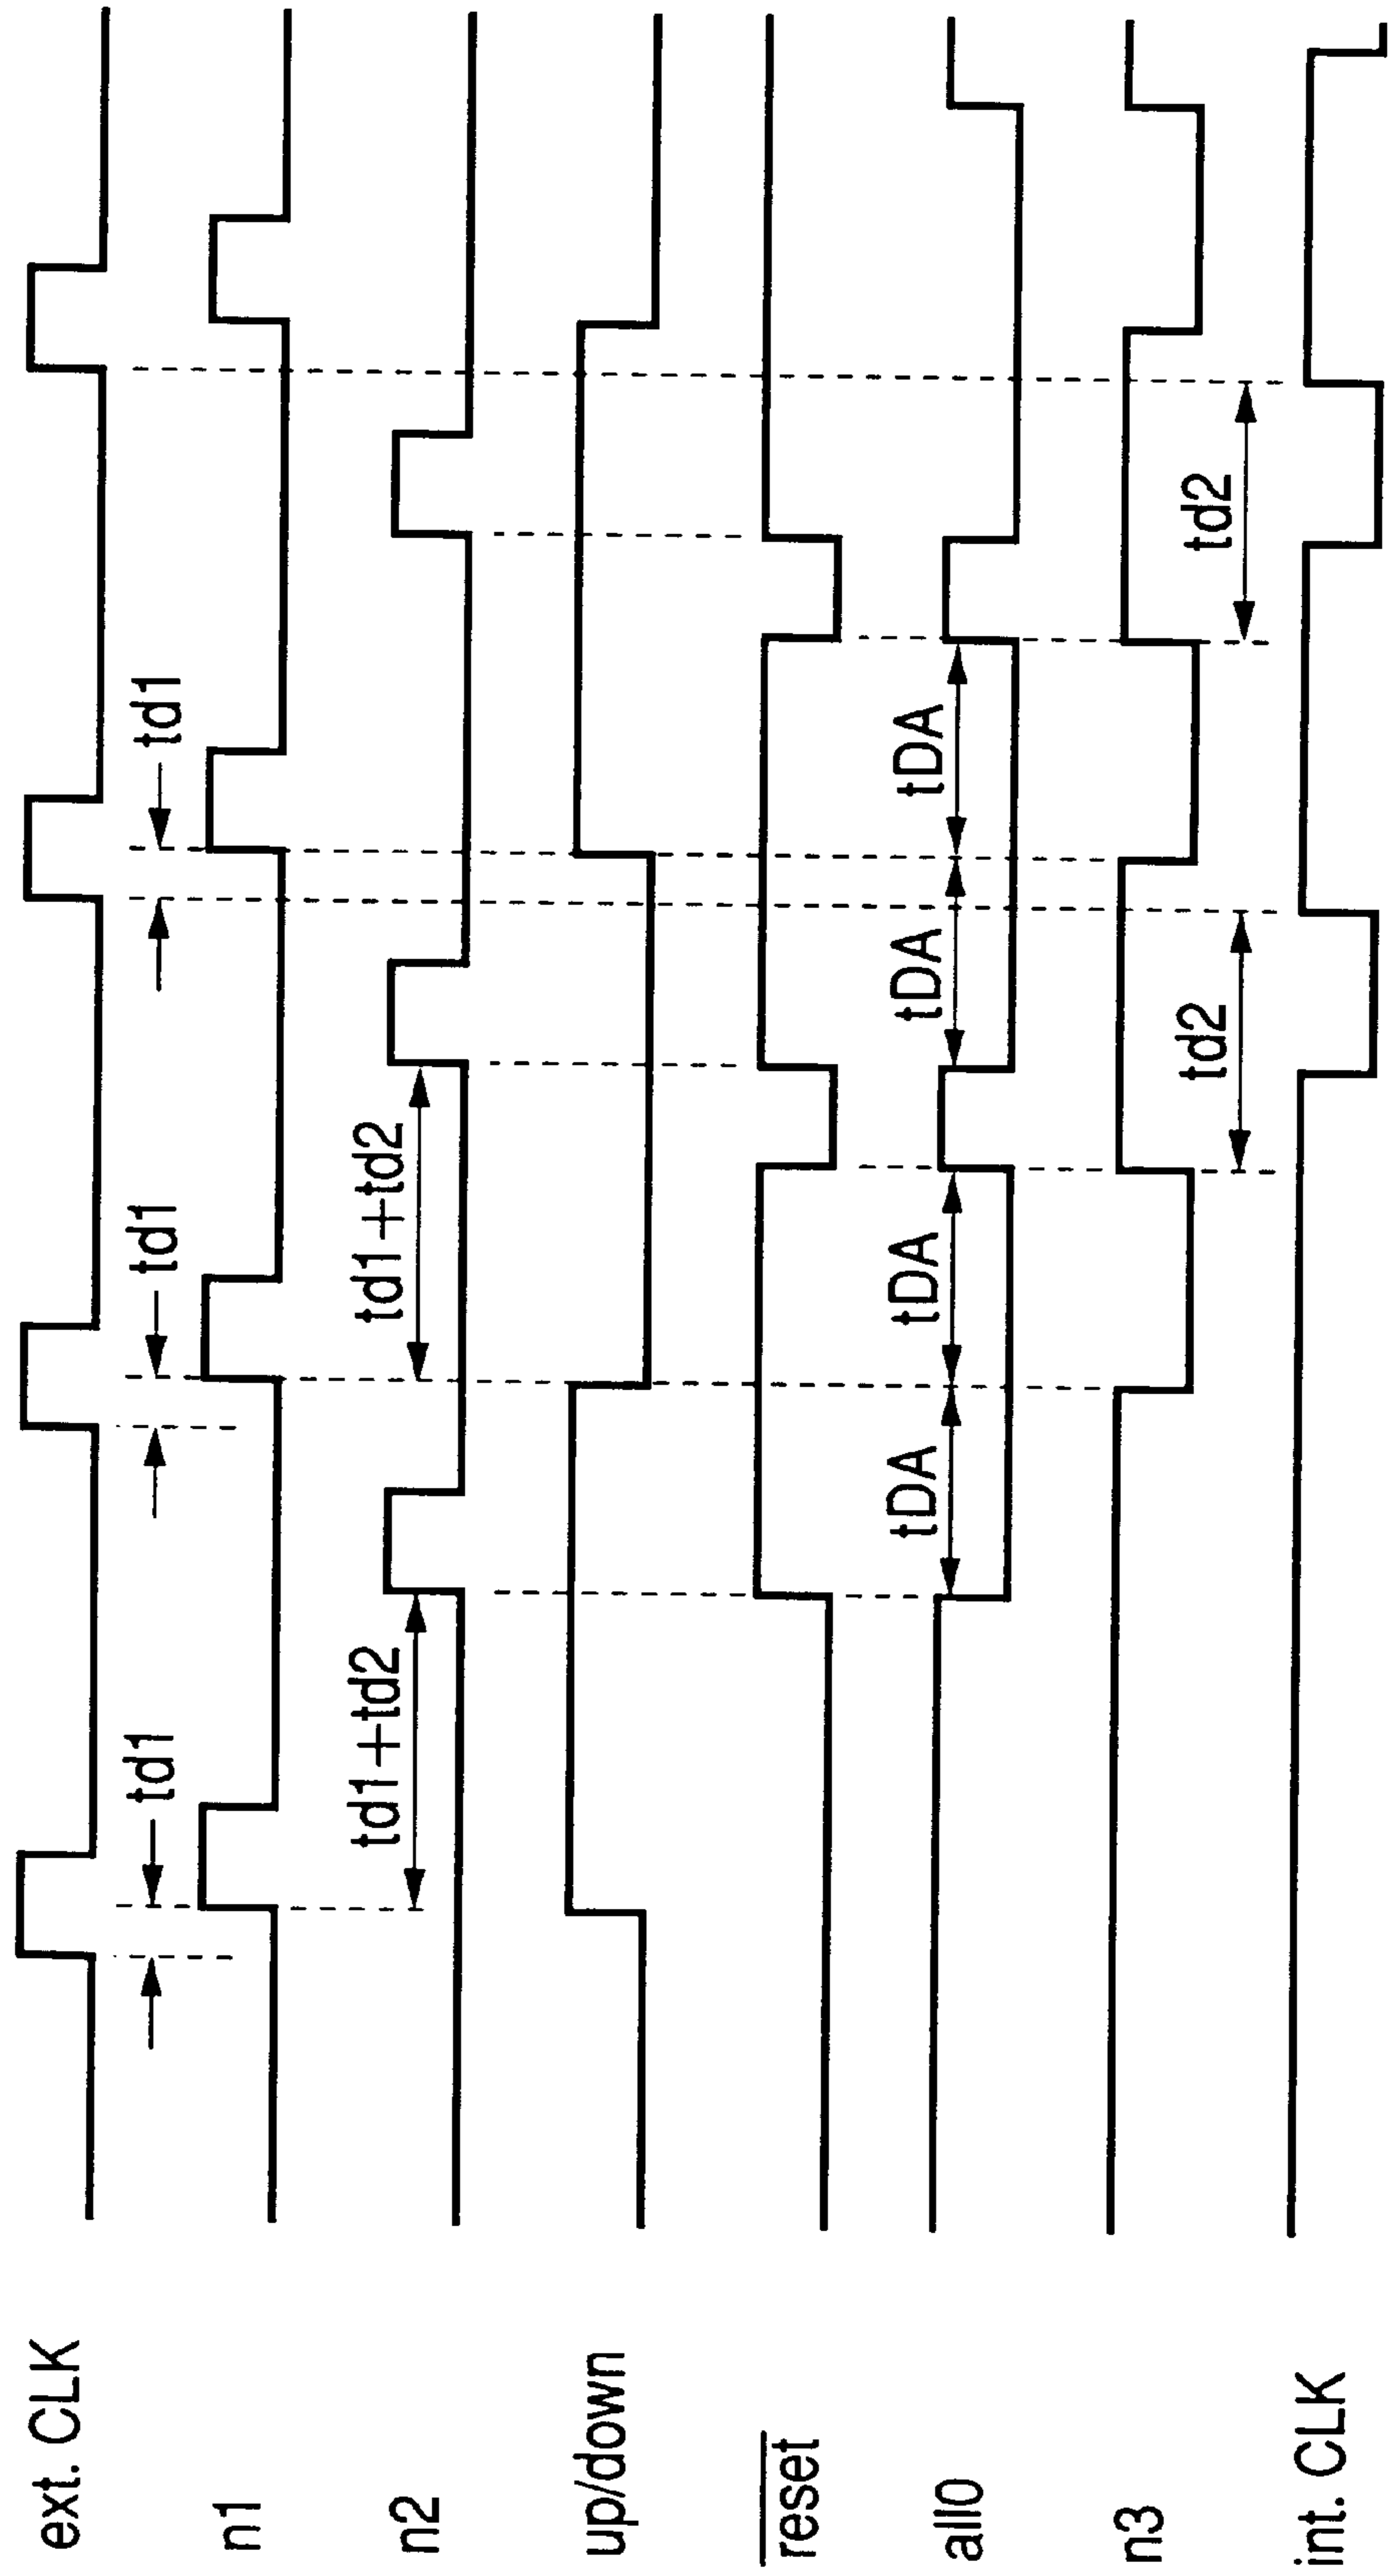 ext. CLK
td1
td1
td1
n1
n2
td1+td2
td1+td2
up/down
reset
all0
tDA
tDA
tDA
tDA
n3
td2
td2
int. CLK